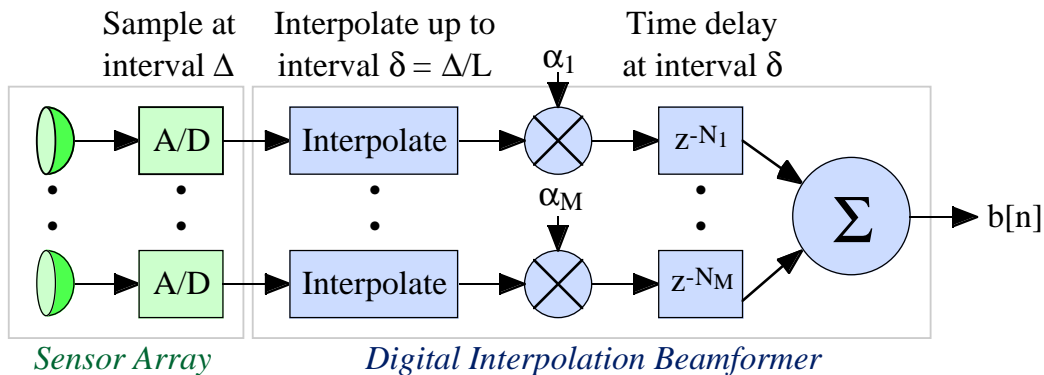 Sample at
interval Δ
Interpolate up to
interval δ = Δ/L
Time delay
at interval δ
α1
A/D
Interpolate
z-N1
αM
Σ
b[n]
A/D
Interpolate
z-NM
Sensor Array
Digital Interpolation Beamformer